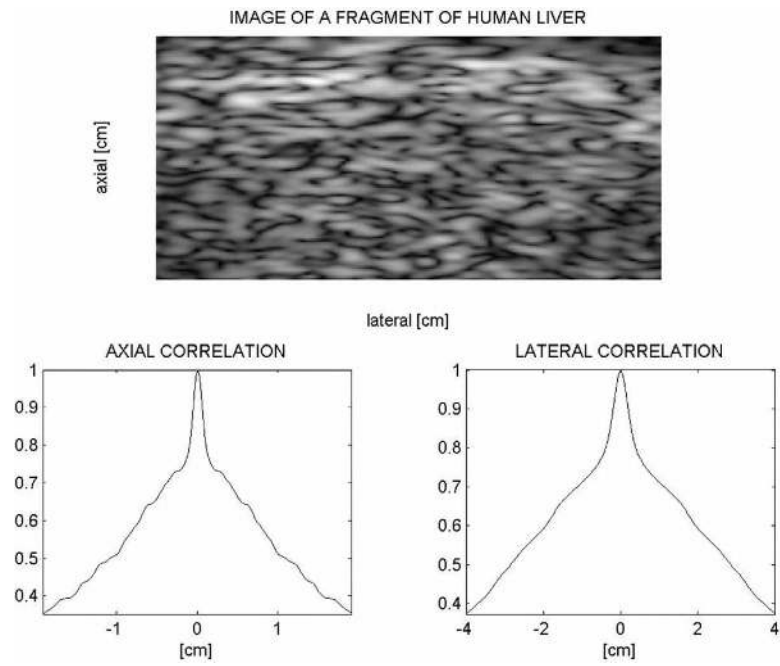 IMAGE OF A FRAGMENT OF HUMAN LIVER
axial [cm]
lateral [cm]
AXIAL CORRELATION
1
0.9
0.8
0.7
0.6
0.5
0.4
-1 0 1
[cm]
LATERAL CORRELATION
1
0.9
0.8
0.7
0.6
0.5
0.4
-4 -2 0 2 4
[cm]